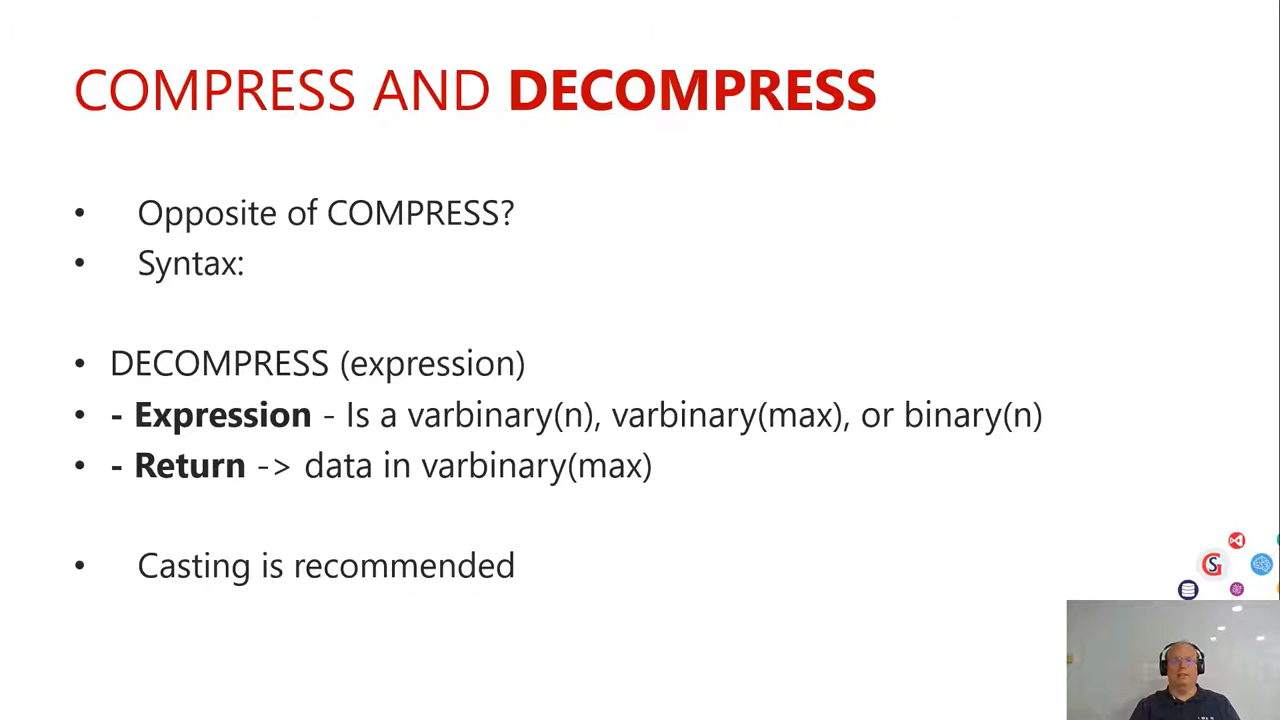 COMPRESS AND DECOMPRESS
• Opposite of COMPRESS?
• Syntax:
• DECOMPRESS (expression)
• - Expression - Is a varbinary(n), varbinary(max), or binary(n)
• - Return -> data in varbinary(max)
• Casting is recommended